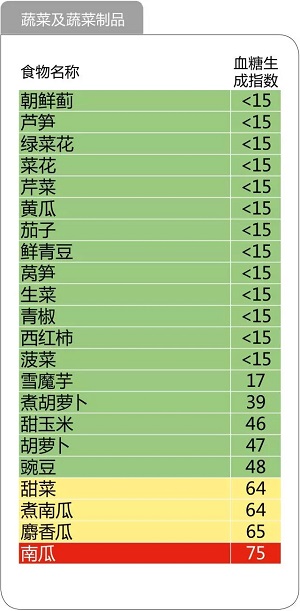 蔬菜及蔬菜制品
食物名称 血糖生成指数
朝鲜蓟 <15
芦笋 <15
绿菜花 <15
菜花 <15
芹菜 <15
黄瓜 <15
茄子 <15
鲜青豆 <15
莴笋 <15
生菜 <15
青椒 <15
西红柿 <15
菠菜 <15
雪魔芋 17
煮胡萝卜 39
甜玉米 46
胡萝卜 47
豌豆 48
甜菜 64
煮南瓜 64
麝香瓜 65
南瓜 75